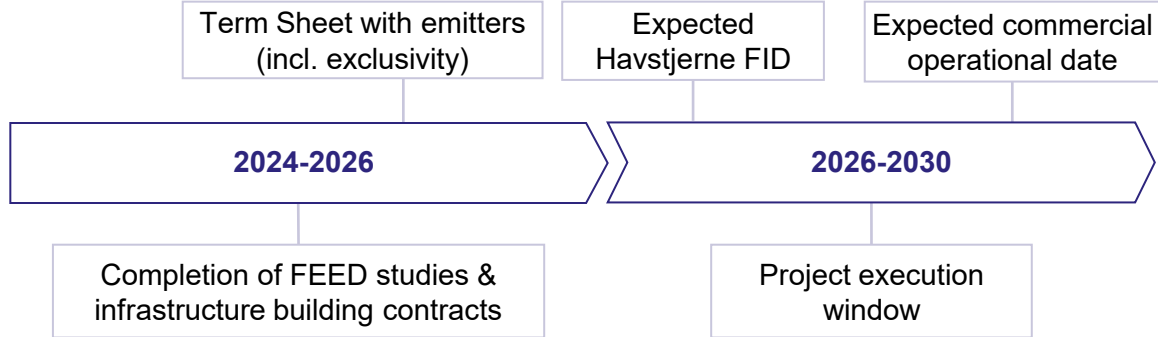 Term Sheet with emitters
(incl. exclusivity)
Expected
Havstjerne FID
Expected commercial
operational date
2024-2026
2026-2030
Completion of FEED studies &
infrastructure building contracts
Project execution
window